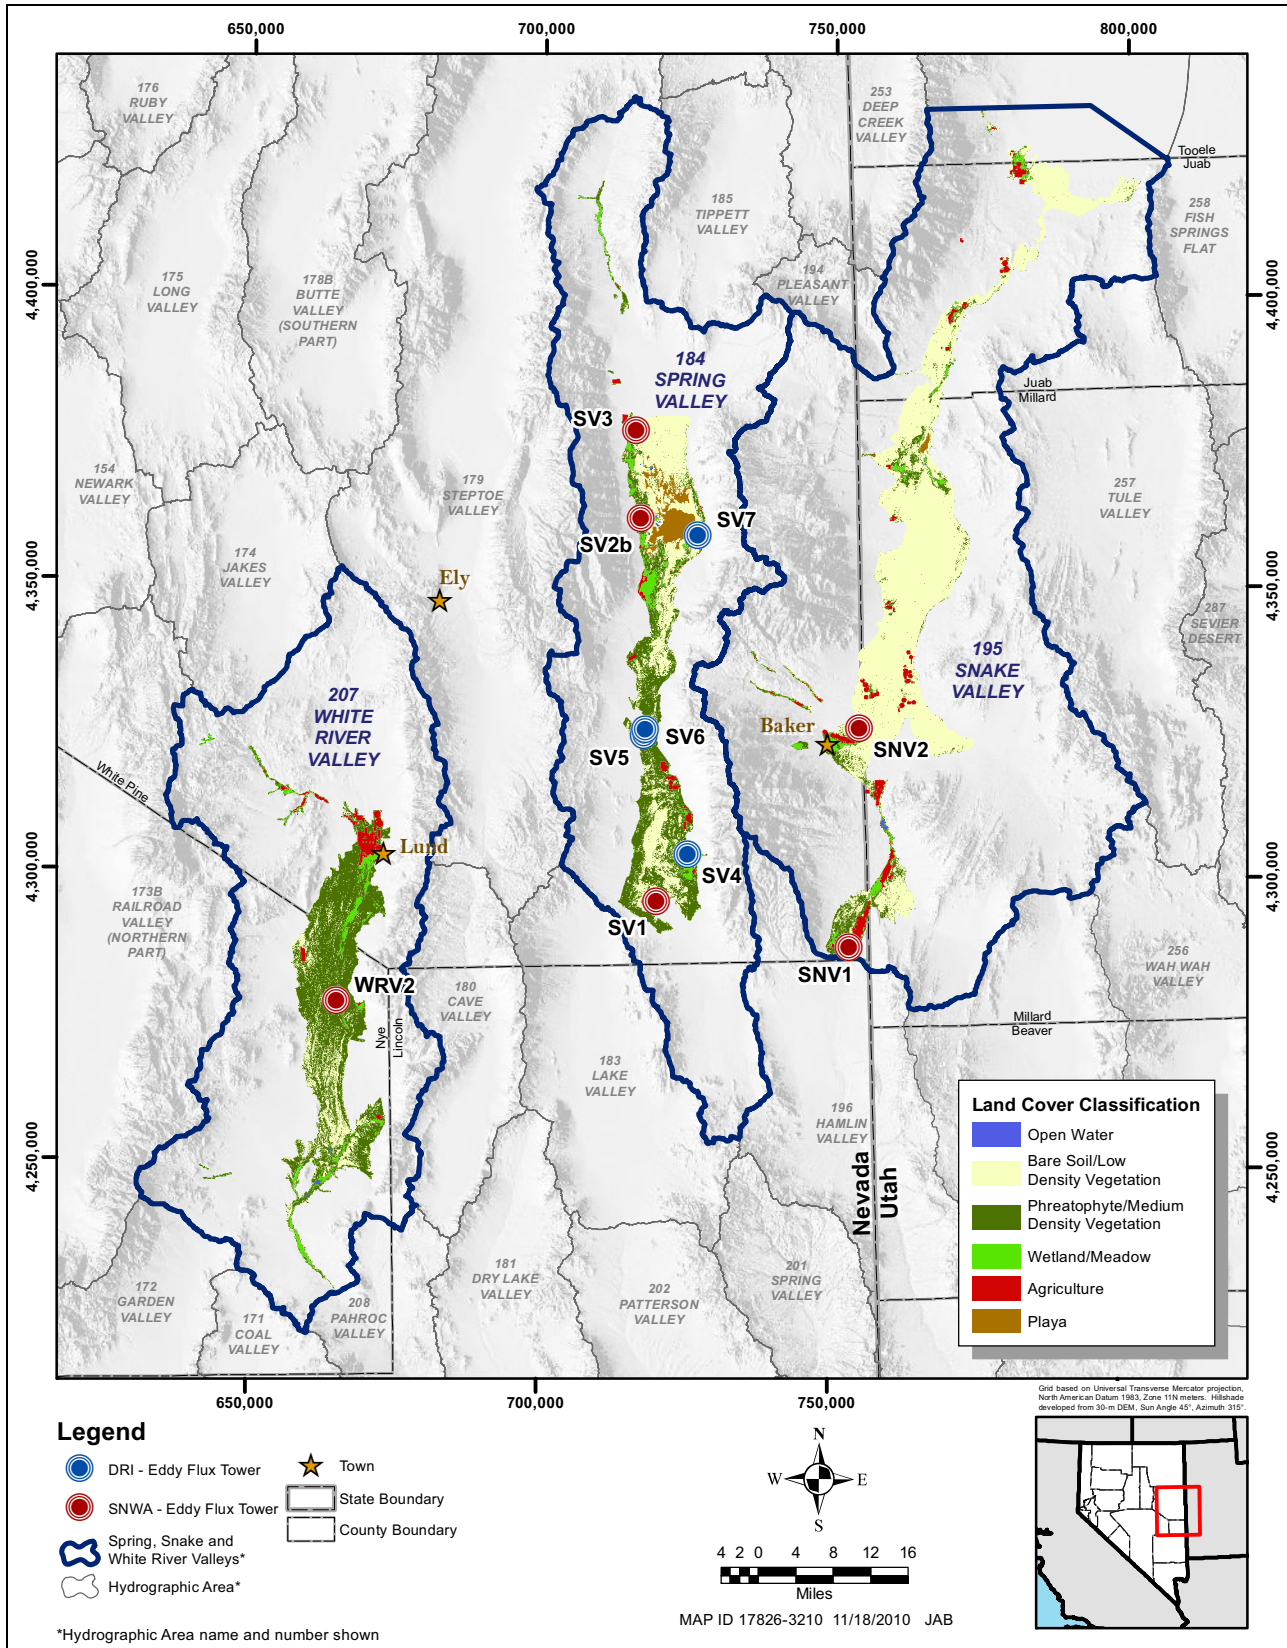 650,000
700,000
750,000
800,000
176
RUBY
VALLEY
253
DEEP
CREEK
VALLEY
Tooele
Juab
185
TIPPETT
VALLEY
258
FISH
SPRINGS
FLAT
175
LONG
VALLEY
178B
BUTTE
VALLEY
(SOUTHERN
PART)
194
PLEASANT
VALLEY
4,400,000
4,400,000
184
SPRING
VALLEY
Juab
Millard
SV3
154
NEWARK
VALLEY
179
STEPTOE
VALLEY
257
TULE
VALLEY
SV7
SV2b
174
JAKES
VALLEY
Ely
4,350,000
4,350,000
287
SEVIER
DESERT
195
SNAKE
VALLEY
207
WHITE
RIVER
VALLEY
Baker
SNV2
SV6
SV5
White Pine
Lund
4,300,000
4,300,000
173B
RAILROAD
VALLEY
(NORTHERN
PART)
SV4
SV1
SNV1
256
WAH WAH
VALLEY
WRV2
180
CAVE
VALLEY
Nye
Lincoln
Millard
Beaver
183
LAKE
VALLEY
196
HAMLIN
VALLEY
4,250,000
4,250,000
Nevada
Utah
Land Cover Classification
Open Water
Bare Soil/Low
Density Vegetation
Phreatophyte/Medium
Density Vegetation
Wetland/Meadow
Agriculture
Playa
172
GARDEN
VALLEY
171
COAL
VALLEY
208
PAHROC
VALLEY
181
DRY LAKE
VALLEY
202
PATTERSON
VALLEY
201
SPRING
VALLEY
650,000
700,000
750,000
Grid based on Universal Transverse Mercator projection,
North American Datum 1983, Zone 11N meters. Hillshade
developed from 30-m DEM, Sun Angle 45°, Azimuth 315°.
Legend
DRI - Eddy Flux Tower
SNWA - Eddy Flux Tower
Spring, Snake and
White River Valleys*
Hydrographic Area*
Town
State Boundary
County Boundary
*Hydrographic Area name and number shown
N
W
E
S
4 2 0 4 8 12 16
Miles
MAP ID 17826-3210 11/18/2010 JAB